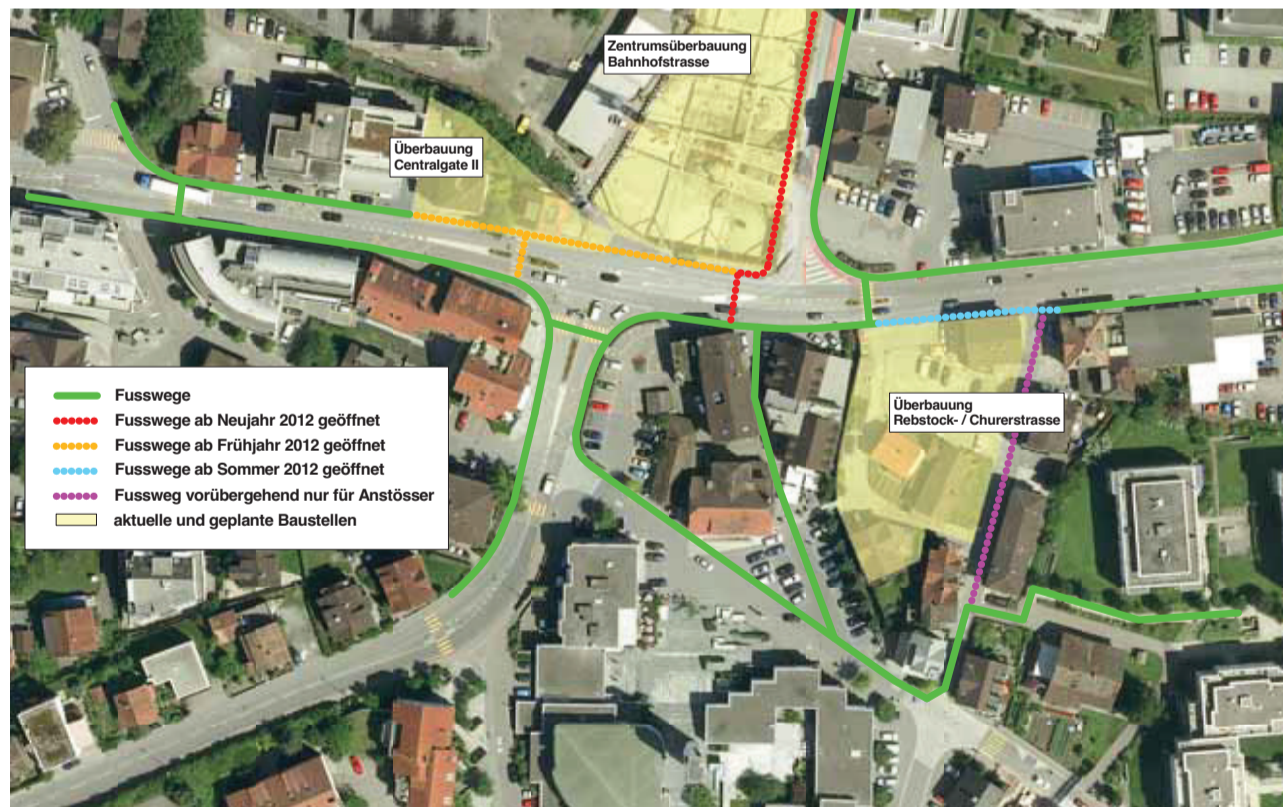 Zentrumsüberbauung
Bahnhofstrasse
Überbauung
Centralgate II
Überbauung
Rebstock- / Churerstrasse
Fusswege
Fusswege ab Neujahr 2012 geöffnet
Fusswege ab Frühjahr 2012 geöffnet
Fusswege ab Sommer 2012 geöffnet
Fussweg vorübergehend nur für Anstösser
aktuelle und geplante Baustellen